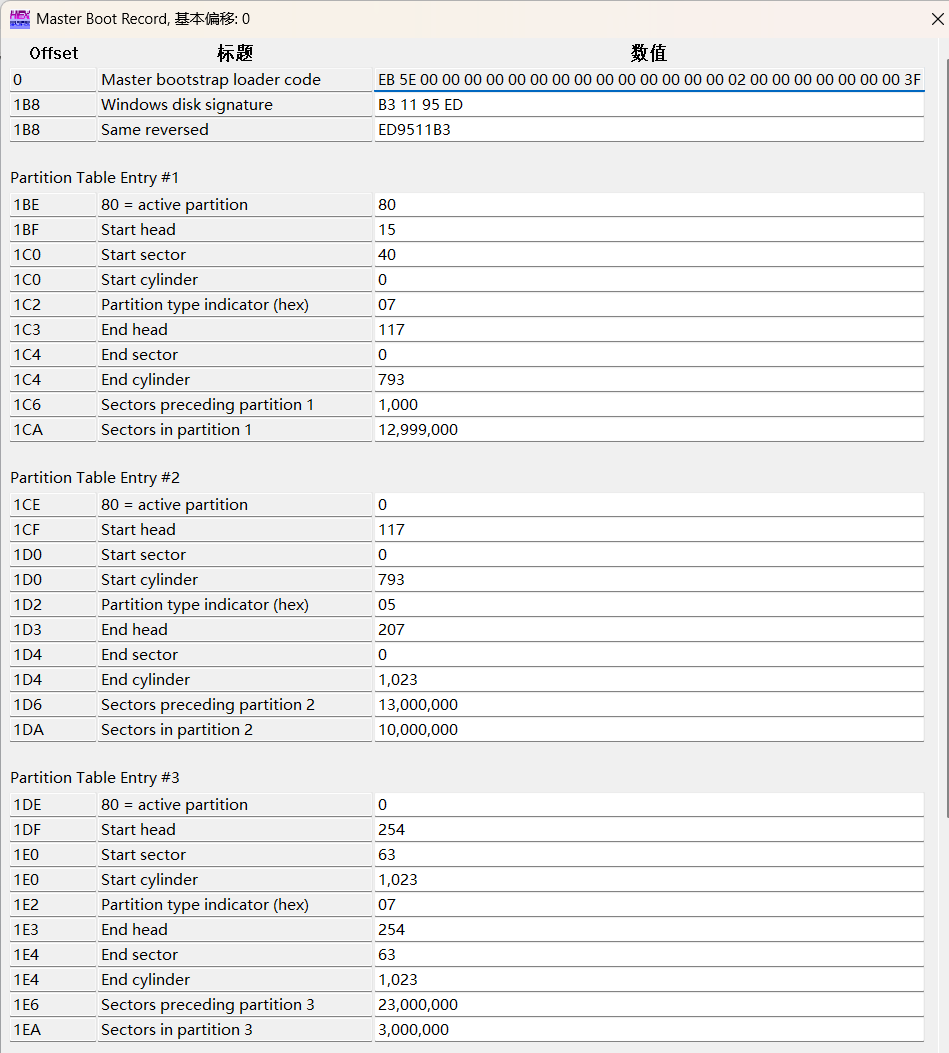 HEX
Master Boot Record, 基本偏移: 0
Offset 标题 数值
0 Master bootstrap loader code EB 5E 00 00 00 00 00 00 00 00 00 00 00 00 00 00 02 00 00 00 00 00 00 00 3F
1B8 Windows disk signature B3 11 95 ED
1B8 Same reversed ED9511B3
Partition Table Entry #1
1BE 80 = active partition 80
1BF Start head 15
1C0 Start sector 40
1C0 Start cylinder 0
1C2 Partition type indicator (hex) 07
1C3 End head 117
1C4 End sector 0
1C4 End cylinder 793
1C6 Sectors preceding partition 1 1,000
1CA Sectors in partition 1 12,999,000
Partition Table Entry #2
1CE 80 = active partition 0
1CF Start head 117
1D0 Start sector 0
1D0 Start cylinder 793
1D2 Partition type indicator (hex) 05
1D3 End head 207
1D4 End sector 0
1D4 End cylinder 1,023
1D6 Sectors preceding partition 2 13,000,000
1DA Sectors in partition 2 10,000,000
Partition Table Entry #3
1DE 80 = active partition 0
1DF Start head 254
1E0 Start sector 63
1E0 Start cylinder 1,023
1E2 Partition type indicator (hex) 07
1E3 End head 254
1E4 End sector 63
1E4 End cylinder 1,023
1E6 Sectors preceding partition 3 23,000,000
1EA Sectors in partition 3 3,000,000